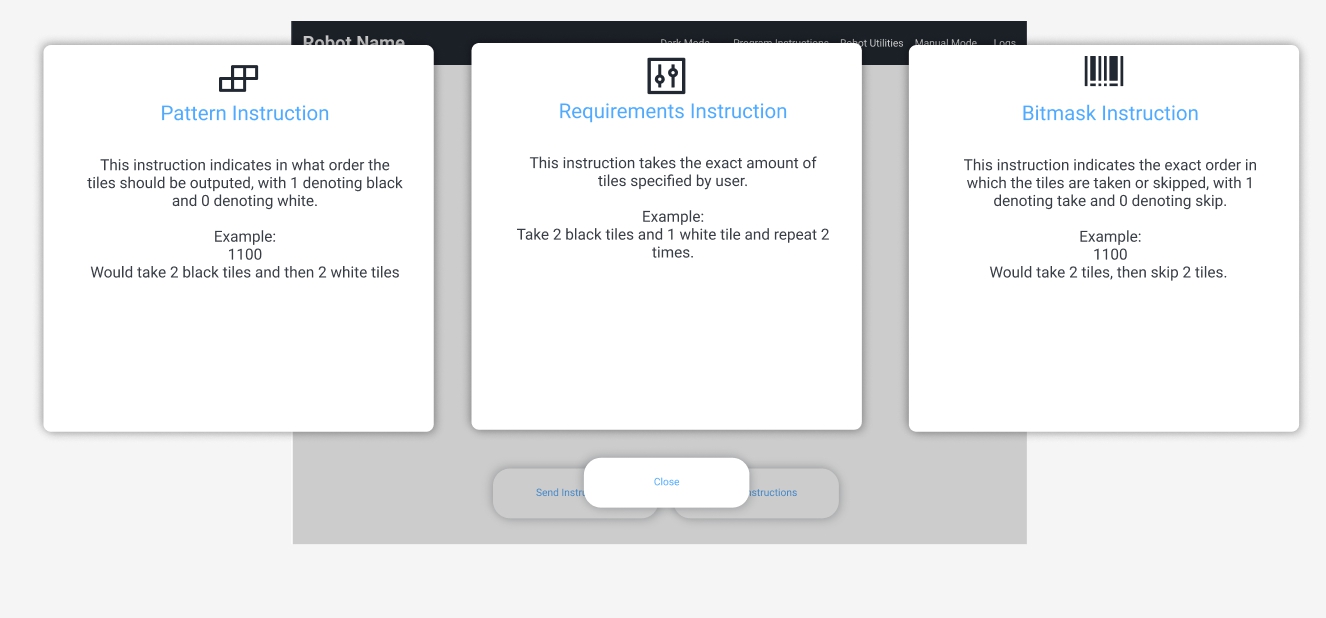 Robot Name
Dark Mode Program Instructions Robot Utilities Manual Mode Logs
Pattern Instruction
This instruction indicates in what order the
tiles should be outputed, with 1 denoting black
and 0 denoting white.
Example:
1100
Would take 2 black tiles and then 2 white tiles
Requirements Instruction
This instruction takes the exact amount of
tiles specified by user.
Example:
Take 2 black tiles and 1 white tile and repeat 2
times.
Bitmask Instruction
This instruction indicates the exact order in
which the tiles are taken or skipped, with 1
denoting take and 0 denoting skip.
Example:
1100
Would take 2 tiles, then skip 2 tiles.
Send
Close